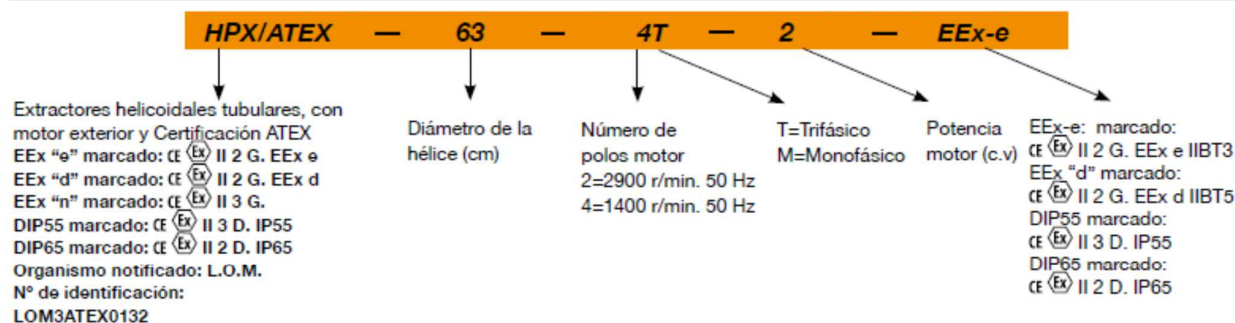 HPX/ATEX — 63 — 4T — 2 — EEx-e
Extractores helicoidales tubulares, con
motor exterior y Certificación ATEX
EEx "e" marcado: CE Ex II 2 G. EEx e
EEx "d" marcado: CE Ex II 2 G. EEx d
EEx "n" marcado: CE Ex II 3 G.
DIP55 marcado: CE Ex II 3 D. IP55
DIP65 marcado: CE Ex II 2 D. IP65
Organismo notificado: L.O.M.
Nº de identificación:
LOM3ATEX0132
Diámetro de la
hélice (cm)
Número de
polos motor
2=2900 r/min. 50 Hz
4=1400 r/min. 50 Hz
T=Trifásico
M=Monofásico
Potencia
motor (c.v)
EEx-e: marcado:
CE Ex II 2 G. EEx e IIBT3
EEx "d" marcado:
CE Ex II 2 G. EEx d IIBT5
DIP55 marcado:
CE Ex II 3 D. IP55
DIP65 marcado:
CE Ex II 2 D. IP65